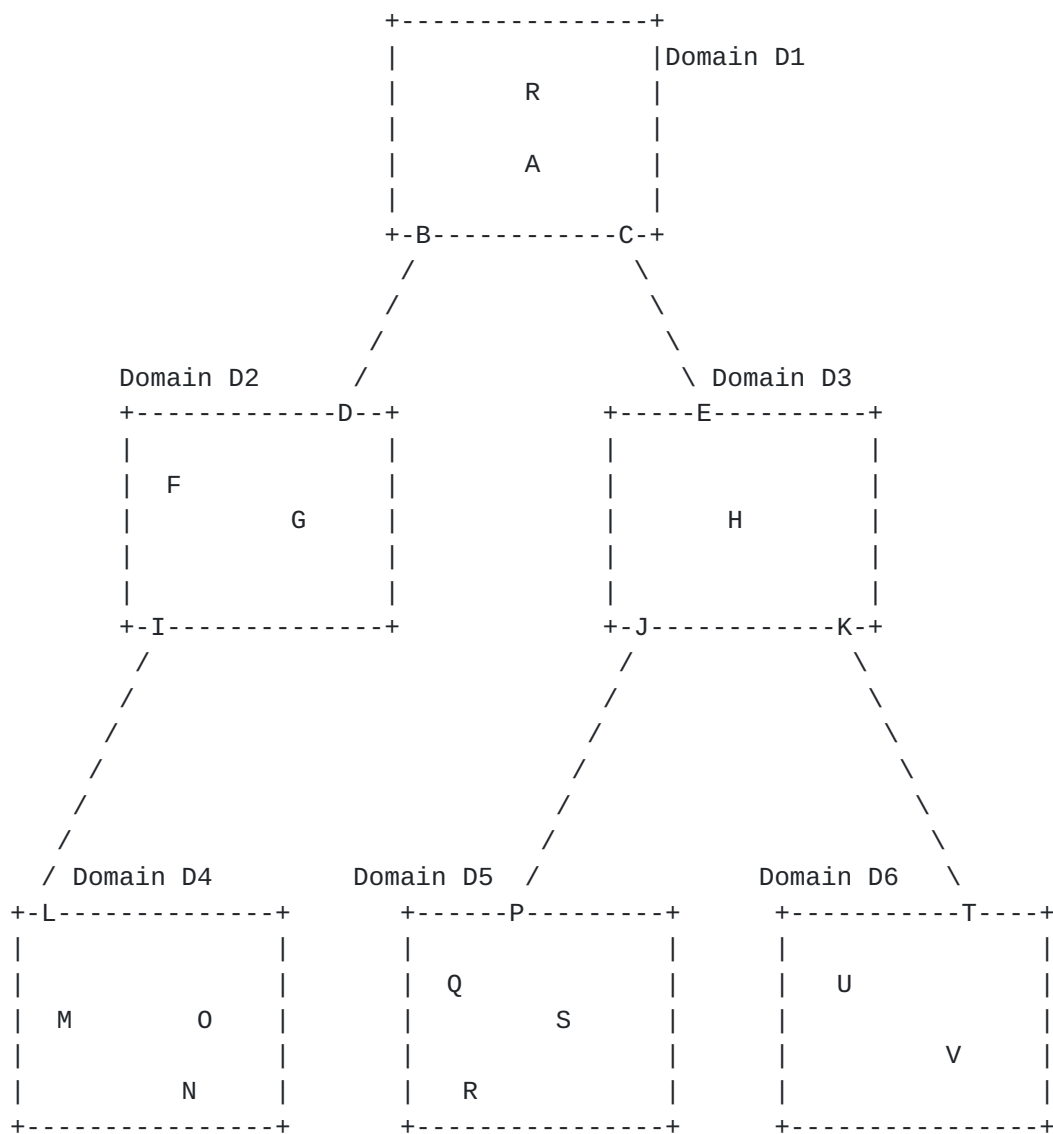 +----------------+
|                |Domain D1
|        R       |
|                |
|        A       |
|                |
+-B------------C-+
/              \
/                \
/                  \
Domain D2      /                    \ Domain D3
+-------------D--+             +-----E----------+
|                |             |                |
|  F             |             |                |
|          G     |             |       H        |
|                |             |                |
|                |             |                |
+-I--------------+             +-J------------K-+
/                              /              \
/                              /                \
/                              /                  \
/                              /                    \
/                              /                      \
/                              /                        \
/ Domain D4         Domain D5  /              Domain D6   \
+-L--------------+       +------P---------+      +-----------T----+
|                |       |                |      |                |
|                |       |  Q             |      |   U            |
|  M        O    |       |         S      |      |                |
|                |       |                |      |          V     |
|          N     |       |   R            |      |                |
+----------------+       +----------------+      +----------------+